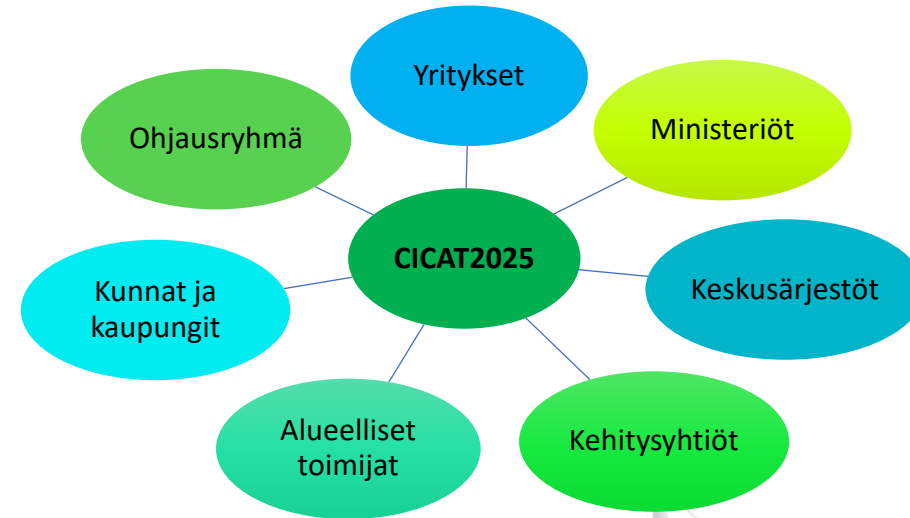 Yritykset
Ministeriöt
Ohjausryhmä
CICAT2025
Keskusärjestöt
Kunnat ja
kaupungit
Alueelliset
toimijat
Kehitysyhtiöt